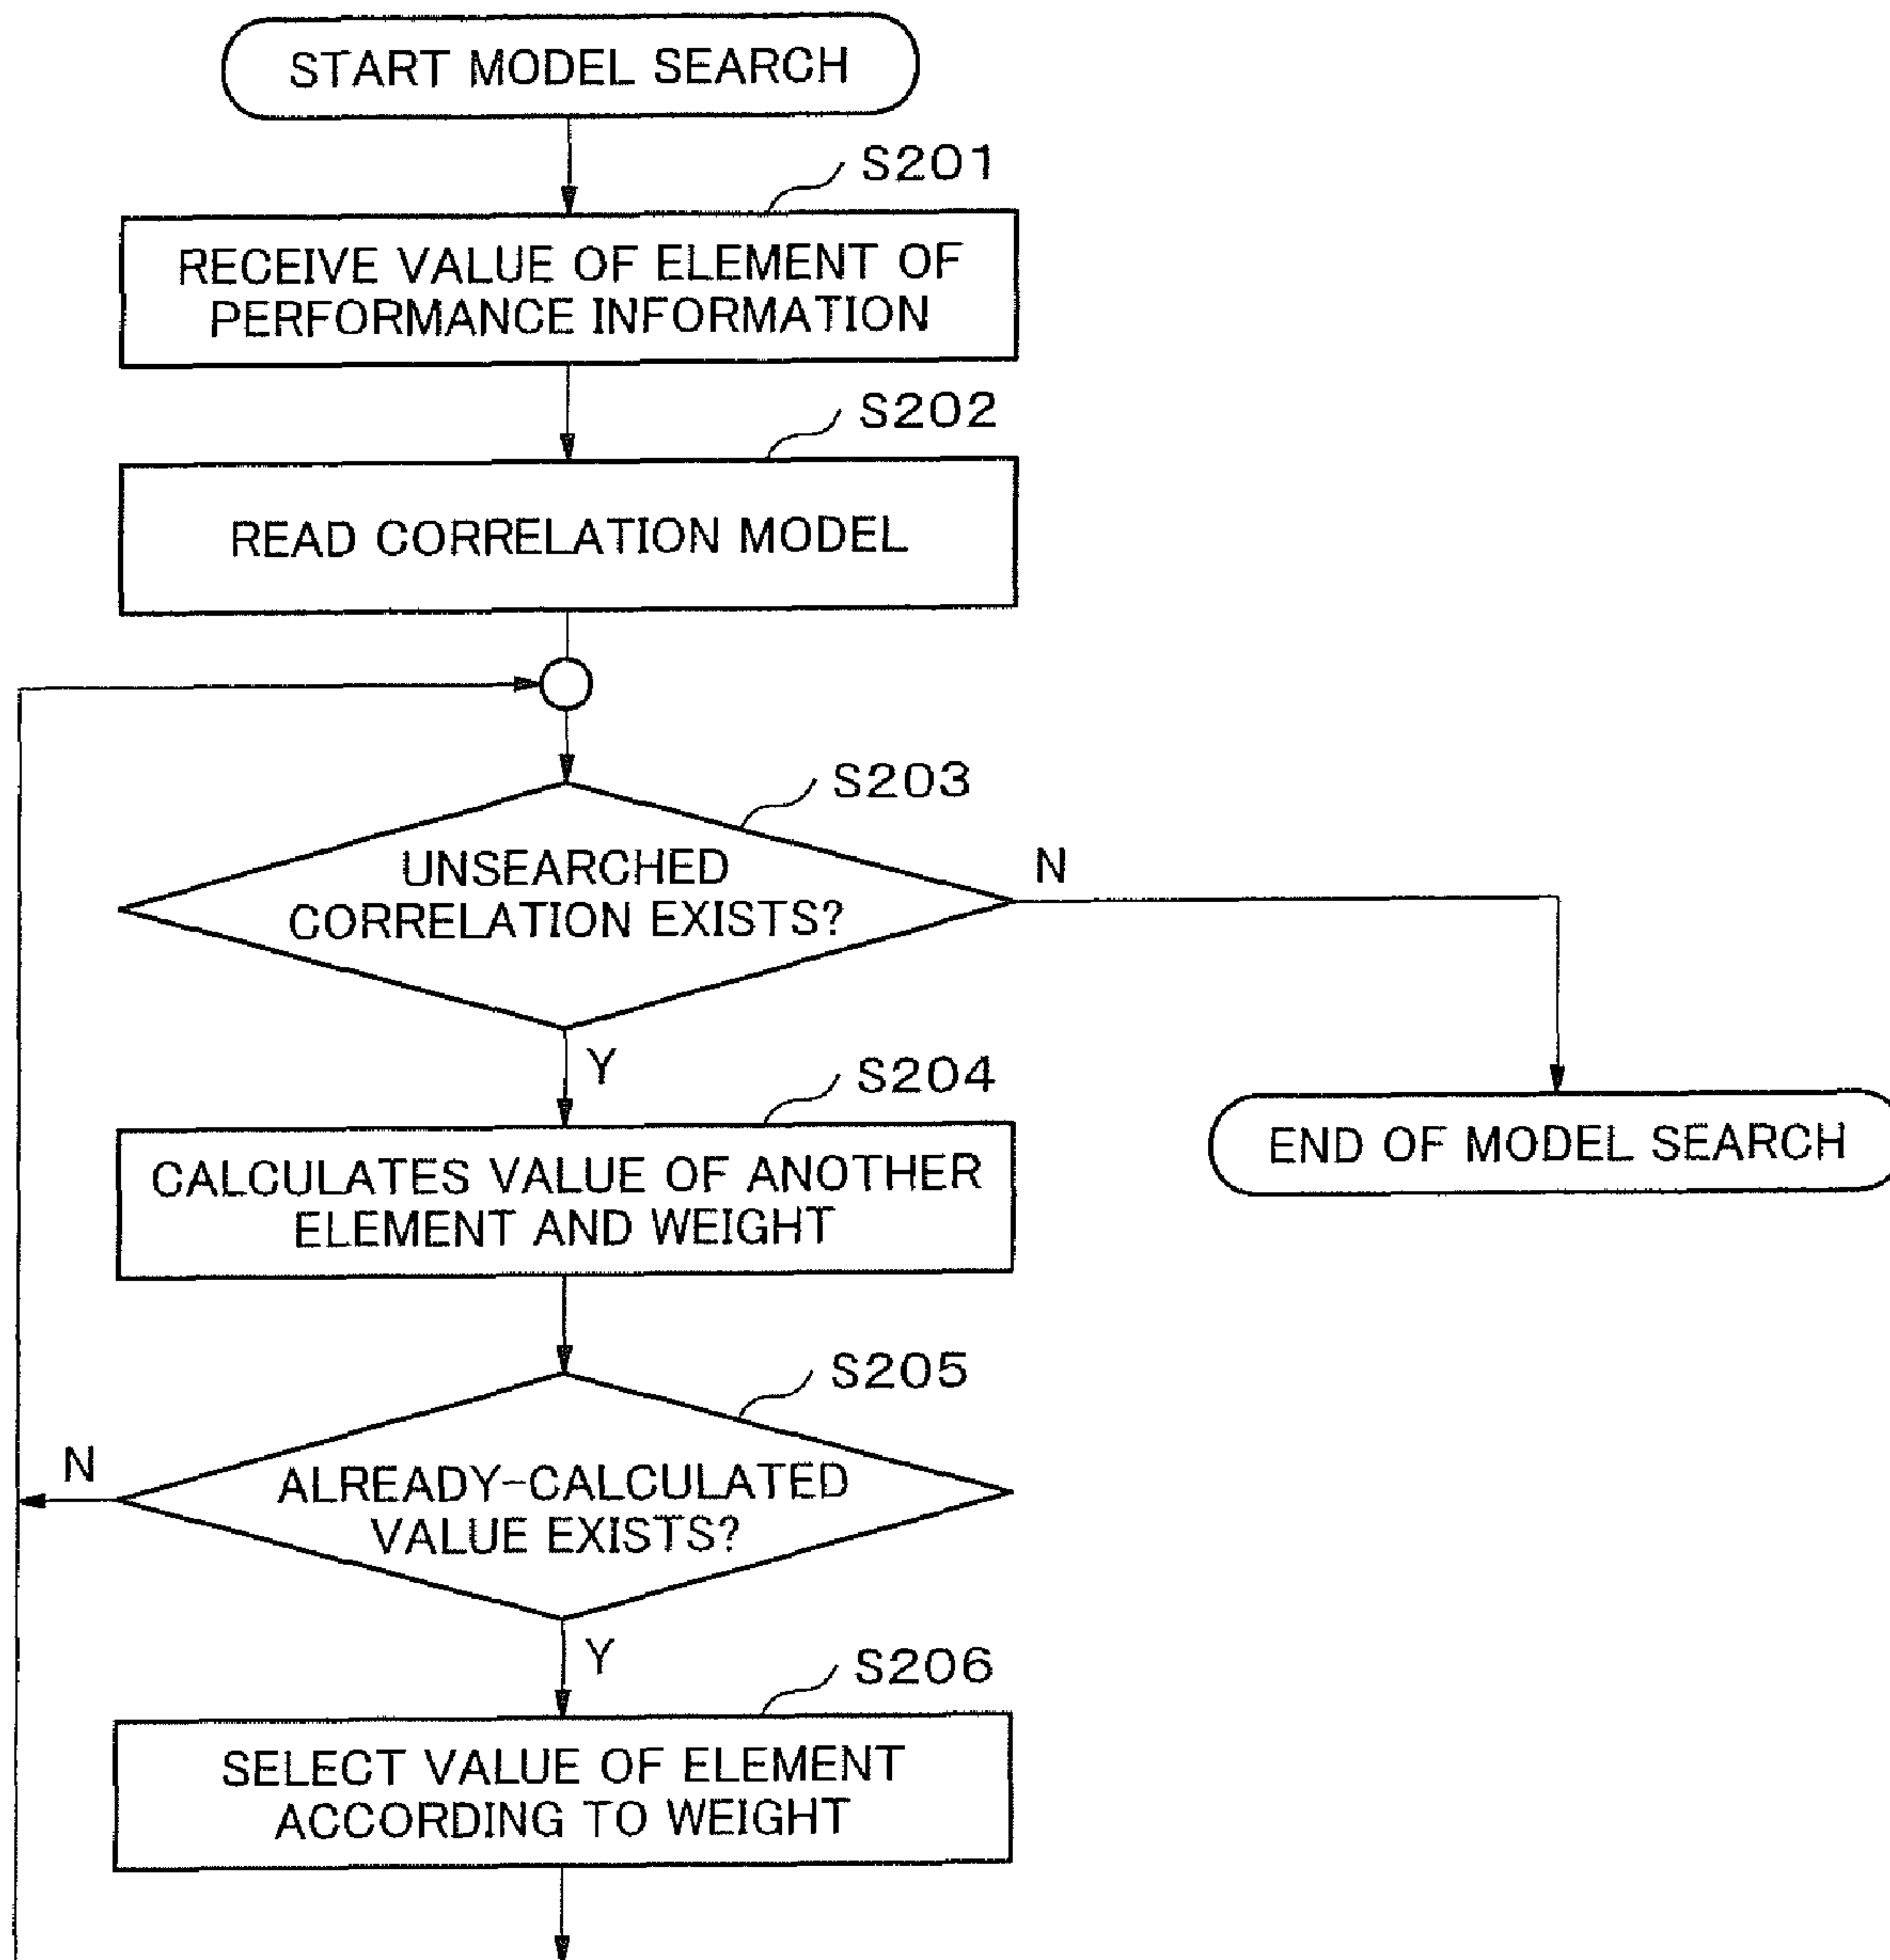 START MODEL SEARCH
S201
RECEIVE VALUE OF ELEMENT OF
PERFORMANCE INFORMATION
S202
READ CORRELATION MODEL
S203
UNSEARCHED
CORRELATION EXISTS?
N
Y
S204
CALCULATES VALUE OF ANOTHER
ELEMENT AND WEIGHT
END OF MODEL SEARCH
S205
ALREADY-CALCULATED
VALUE EXISTS?
N
Y
S206
SELECT VALUE OF ELEMENT
ACCORDING TO WEIGHT